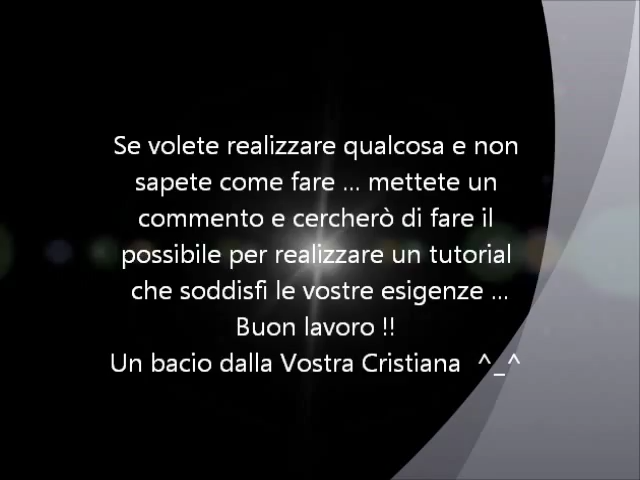 Se volete realizzare qualcosa e non
sapete come fare ... mettete un
commento e cercherò di fare il
possibile per realizzare un tutorial
che soddisfi le vostre esigenze ...
Buon lavoro !!
Un bacio dalla Vostra Cristiana ^_^